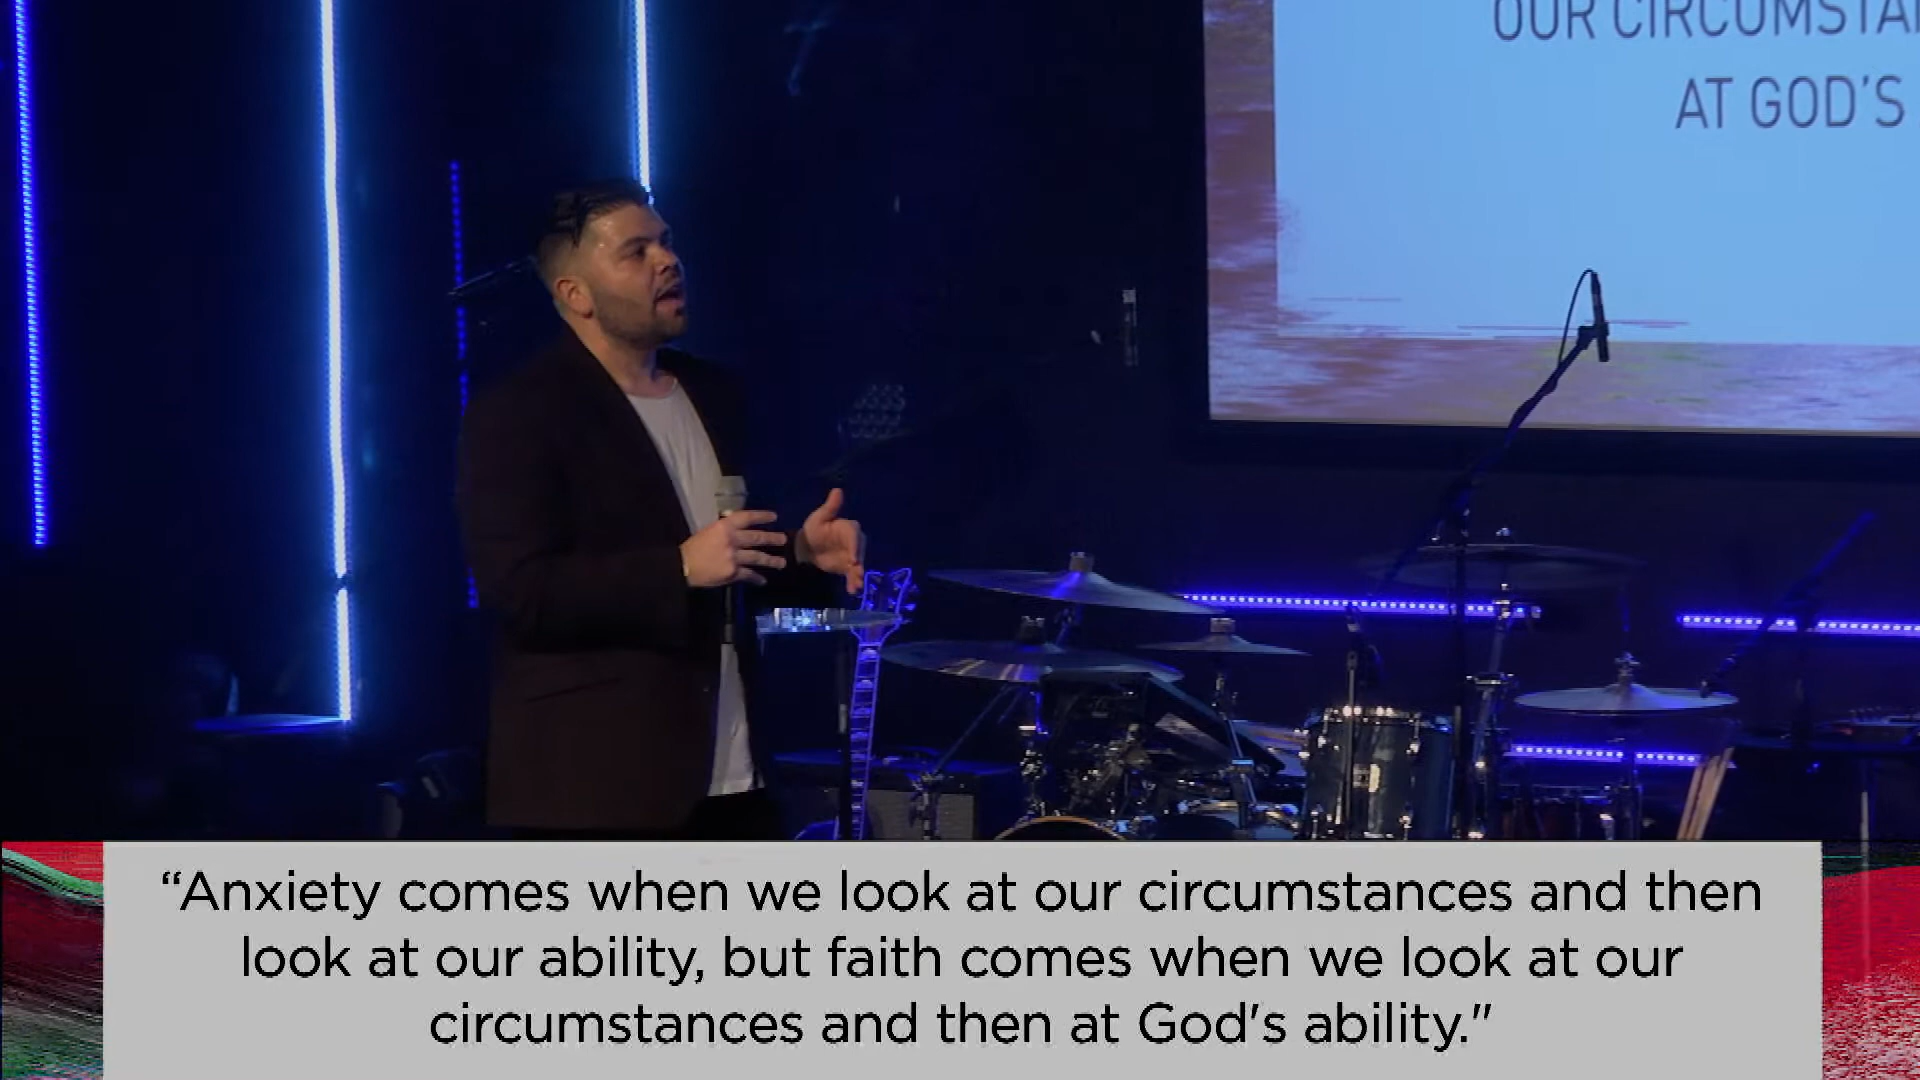 OUR CIRCUMSTA
AT GOD'S
“Anxiety comes when we look at our circumstances and then
look at our ability, but faith comes when we look at our
circumstances and then at God's ability."